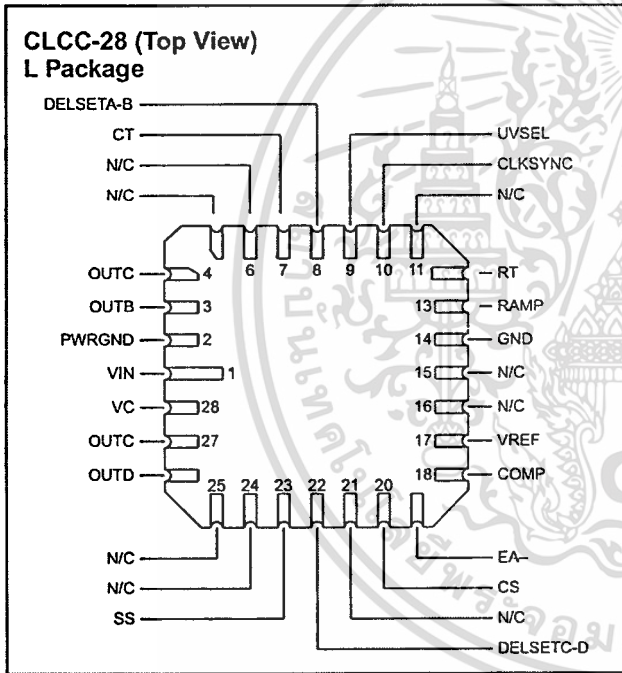 CLCC-28 (Top View)
L Package
DELSETA-B
CT
N/C
N/C
UVSEL
CLKSYNC
N/C
6 7 8 9 10 11
OUTC 4
OUTB 3
PWRGND 2
VIN 1
VC 28
OUTC 27
OUTD
RT
13 RAMP
14 GND
15 N/C
16 N/C
17 VREF
18 COMP
25 24 23 22 21 20
N/C
N/C
SS
EA–
CS
N/C
DELSETC-D